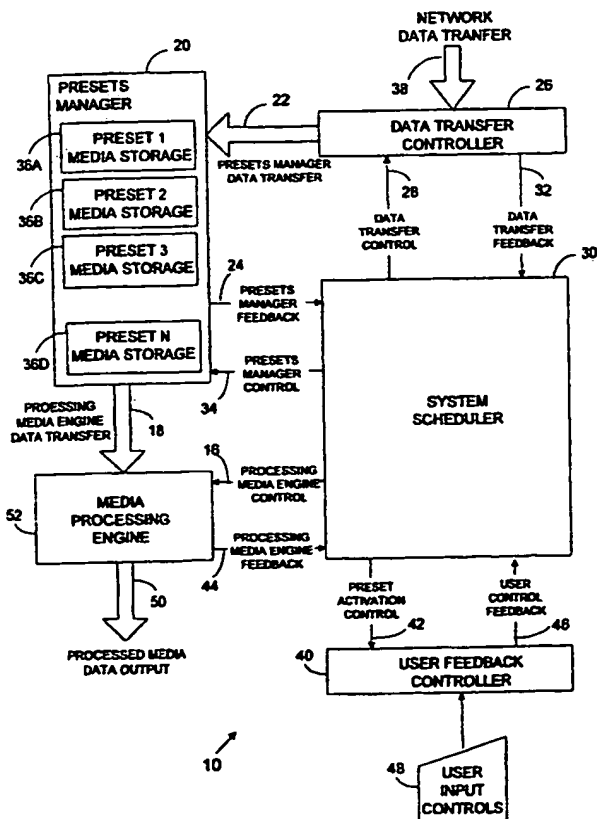 NETWORK
DATA TRANFER
20
38
26
PRESETS
MANAGER
22
DATA TRANSFER
CONTROLLER
PRESET 1
MEDIA STORAGE
36A
PRESETS MANAGER
DATA TRANSFER
28
32
PRESET 2
MEDIA STORAGE
36B
DATA
TRANSFER
CONTROL
DATA
TRANSFER
FEEDBACK
PRESET 3
MEDIA STORAGE
36C
24
30
PRESETS
MANAGER
FEEDBACK
PRESET N
MEDIA STORAGE
36D
PRESETS
MANAGER
CONTROL
34
SYSTEM
SCHEDULER
PROESSING
MEDIA ENGINE
DATA TRANSFER
18
16
PROCESSING
MEDIA ENGINE
CONTROL
MEDIA
PROCESSING
ENGINE
52
PROCESSING
MEDIA ENGINE
FEEDBACK
44
50
PRESET
ACTIVATION
CONTROL
USER
CONTROL
FEEDBACK
42
46
PROCESSED MEDIA
DATA OUTPUT
40
USER FEEDBACK
CONTROLLER
10
48
USER
INPUT
CONTROLS